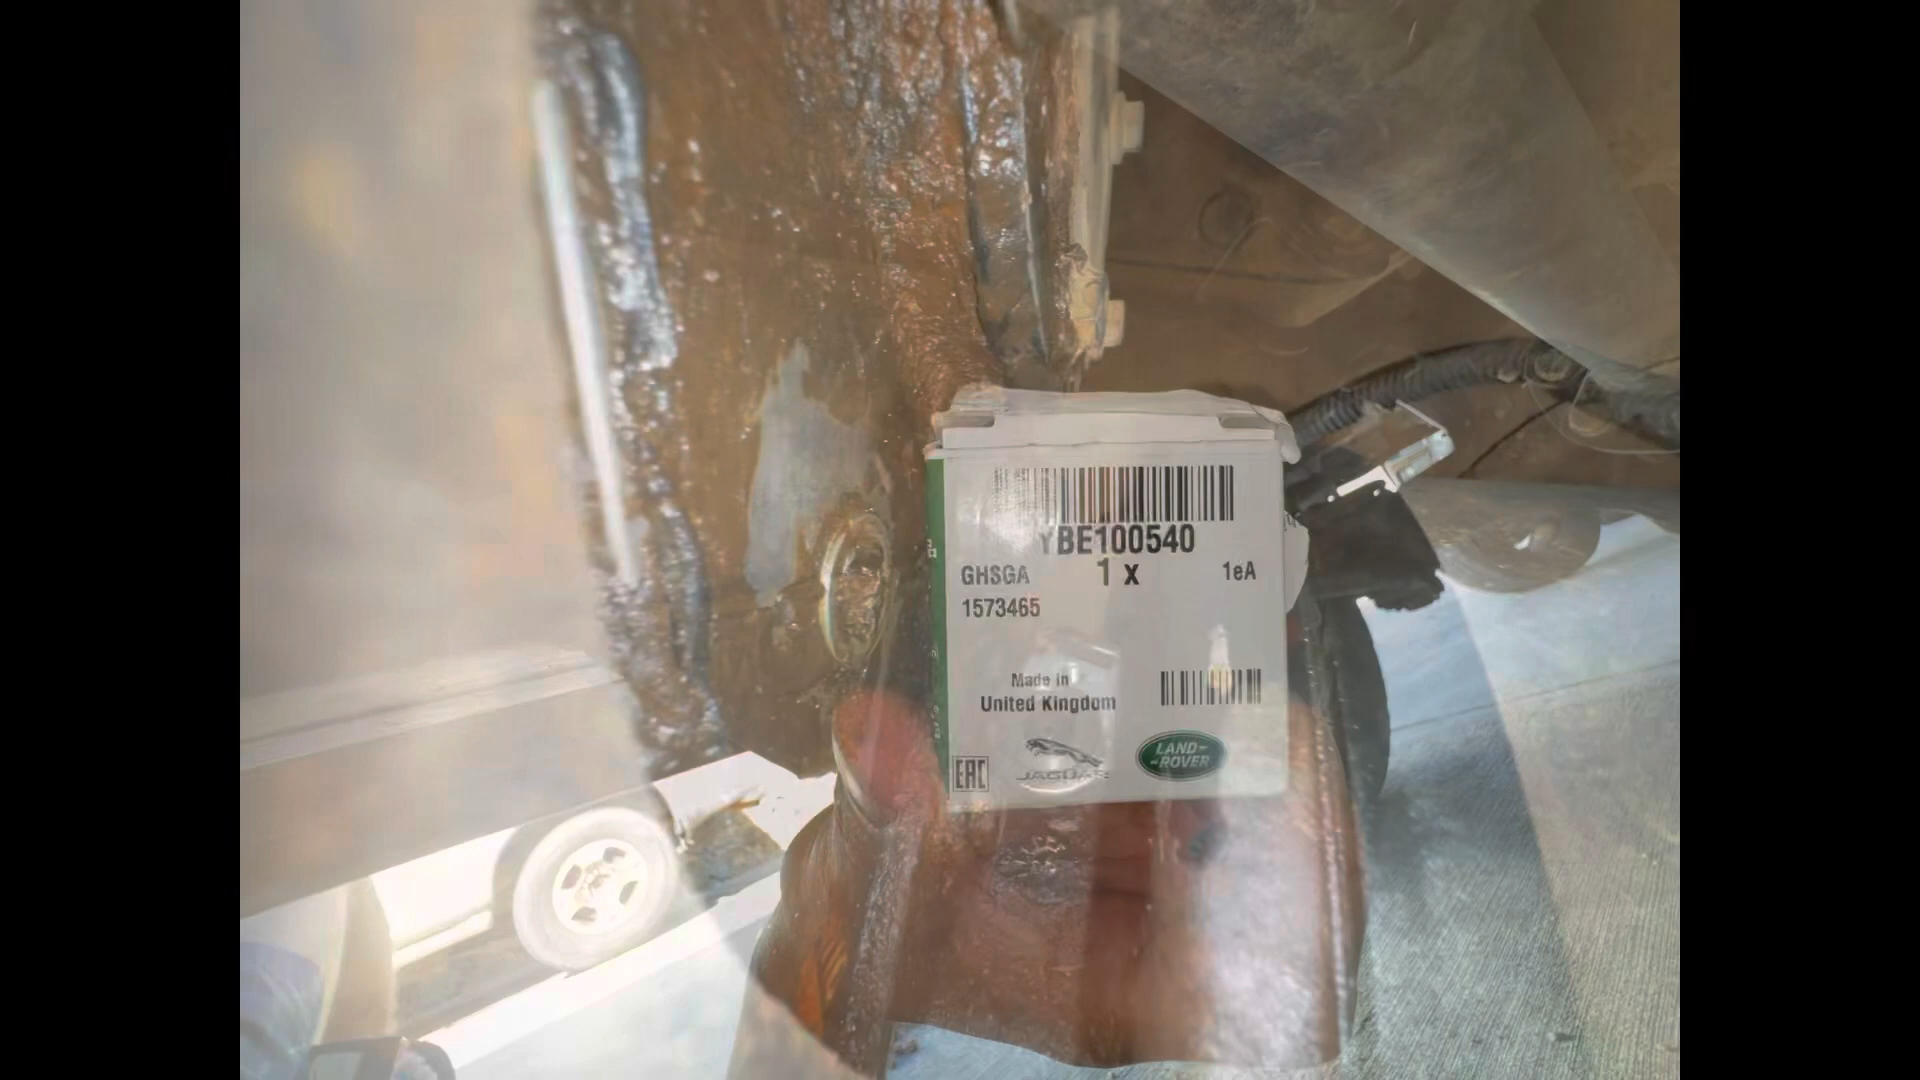 YBE100540
GHSGA 1 x 1eA
1573465
Made in
United Kingdom
EAC
JAGUAR
LAND-
-ROVER